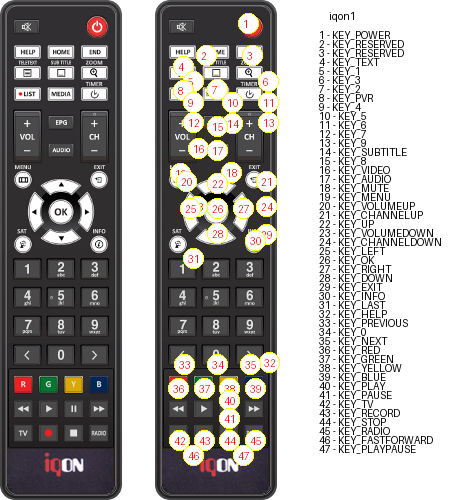 iqon1
HELP HOME END
TELETEXT SUB TITLE ZOOM
TIMER
LIST MEDIA
+ EPG +
VOL CH
- AUDIO -
MENU EXIT
OK
SAT INFO
1 2 abc 3 def
4 ghi 5 jkl 6 mno
7 pqrs 8 tuv 9 wxyz
< 0 >
R G Y B
TV RADIO
iqON
1 - KEY_POWER
2 - KEY_RESERVED
3 - KEY_RESERVED
4 - KEY_TEXT
5 - KEY_1
6 - KEY_3
7 - KEY_2
8 - KEY_PVR
9 - KEY_4
10 - KEY_5
11 - KEY_6
12 - KEY_7
13 - KEY_9
14 - KEY_SUBTITLE
15 - KEY_8
16 - KEY_VIDEO
17 - KEY_AUDIO
18 - KEY_MUTE
19 - KEY_MENU
20 - KEY_VOLUMEUP
21 - KEY_CHANNELUP
22 - KEY_UP
23 - KEY_VOLUMEDOWN
24 - KEY_CHANNELDOWN
25 - KEY_LEFT
26 - KEY_OK
27 - KEY_RIGHT
28 - KEY_DOWN
29 - KEY_EXIT
30 - KEY_INFO
31 - KEY_LAST
32 - KEY_HELP
33 - KEY_PREVIOUS
34 - KEY_0
35 - KEY_NEXT
36 - KEY_RED
37 - KEY_GREEN
38 - KEY_YELLOW
39 - KEY_BLUE
40 - KEY_PLAY
41 - KEY_PAUSE
42 - KEY_TV
43 - KEY_RECORD
44 - KEY_STOP
45 - KEY_RADIO
46 - KEY_FASTFORWARD
47 - KEY_PLAYPAUSE